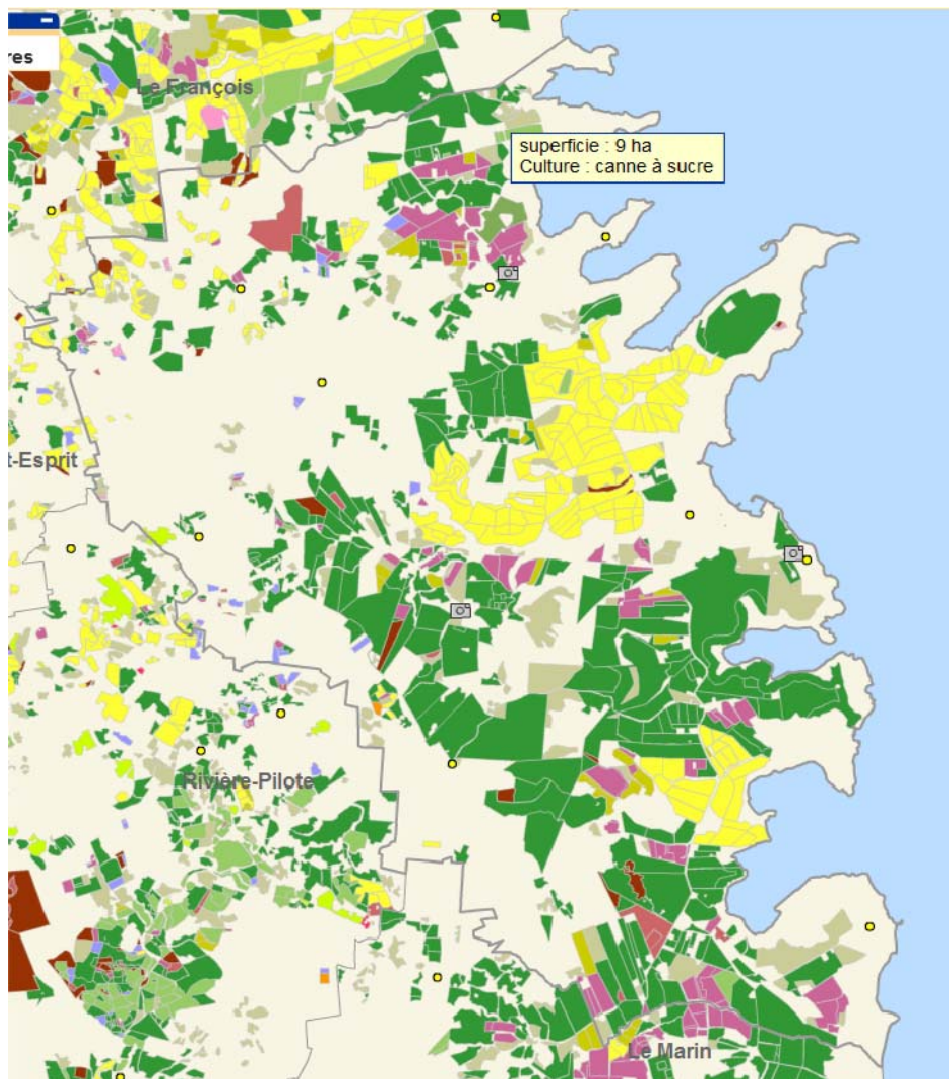 res
Le François
superficie : 9 ha
Culture : canne à sucre
t-Esprit
Rivière-Pilote
Le Marin